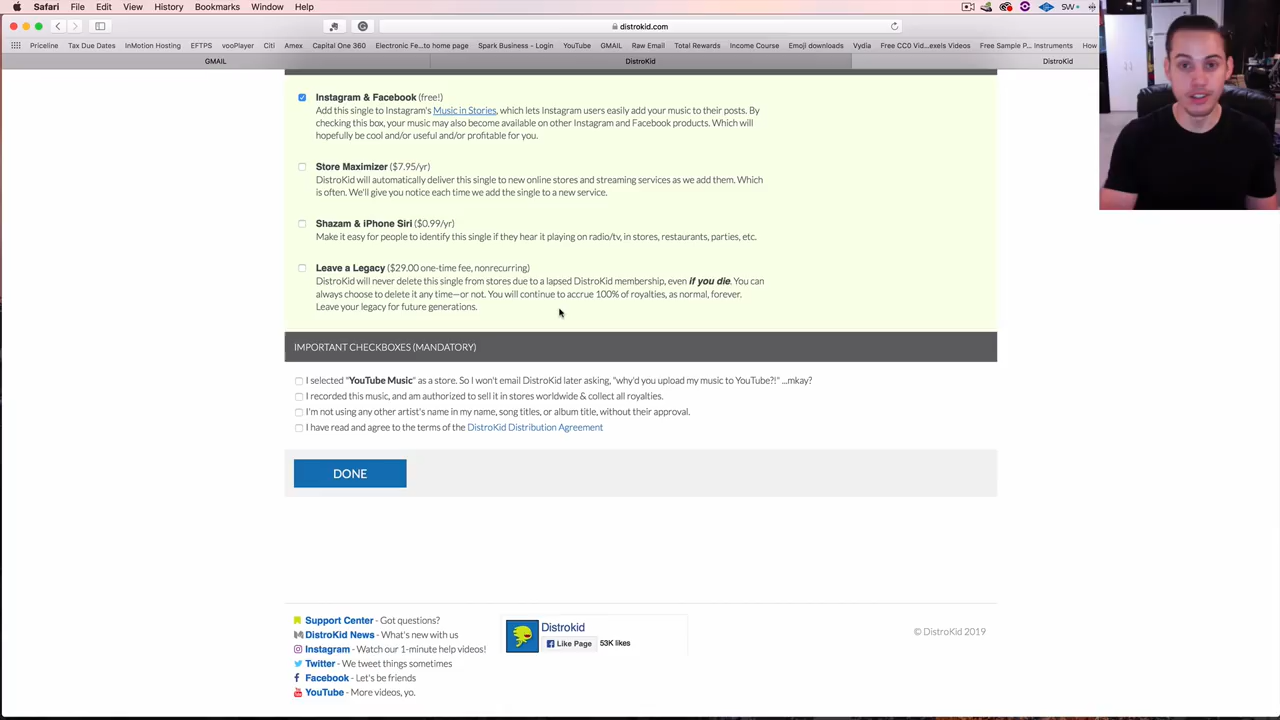 Safari File Edit View History Bookmarks Window Help SW
distrokid.com
Priceline Tax Due Dates InMotion Hosting EFTPS vooPlayer Citi Amex Capital One 360 Electronic Fe...to home page Spark Business - Login YouTube GMAIL Raw Email Total Rewards Income Course Emoji downloads Vydia Free CC0 Vid...exels Videos Free Sample P... Instruments How
GMAIL DistroKid DistroKid
Instagram & Facebook (free!)
Add this single to Instagram's Music in Stories, which lets Instagram users easily add your music to their posts. By
checking this box, your music may also become available on other Instagram and Facebook products. Which will
hopefully be cool and/or useful and/or profitable for you.
Store Maximizer ($7.95/yr)
DistroKid will automatically deliver this single to new online stores and streaming services as we add them. Which
is often. We'll give you notice each time we add the single to a new service.
Shazam & iPhone Siri ($0.99/yr)
Make it easy for people to identify this single if they hear it playing on radio/tv, in stores, restaurants, parties, etc.
Leave a Legacy ($29.00 one-time fee, nonrecurring)
DistroKid will never delete this single from stores due to a lapsed DistroKid membership, even if you die. You can
always choose to delete it any time—or not. You will continue to accrue 100% of royalties, as normal, forever.
Leave your legacy for future generations.
IMPORTANT CHECKBOXES (MANDATORY)
I selected "YouTube Music" as a store. So I won't email DistroKid later asking, "why'd you upload my music to YouTube?!" ...mkay?
I recorded this music, and am authorized to sell it in stores worldwide & collect all royalties.
I'm not using any other artist's name in my name, song titles, or album title, without their approval.
I have read and agree to the terms of the DistroKid Distribution Agreement
DONE
Support Center - Got questions?
DistroKid News - What's new with us
Instagram - Watch our 1-minute help videos!
Twitter - We tweet things sometimes
Facebook - Let's be friends
YouTube - More videos, yo.
Distrokid
Like Page 53K likes
© DistroKid 2019